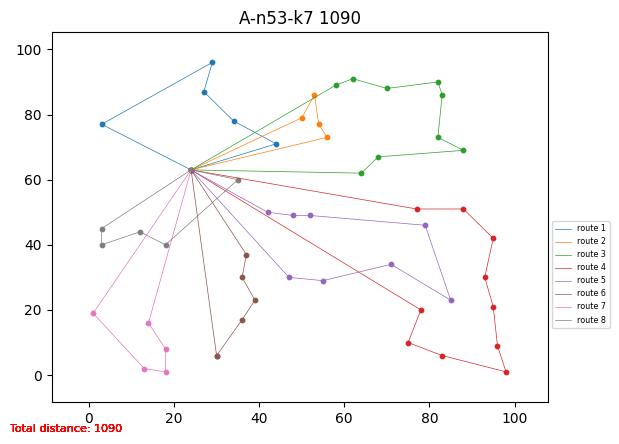 A-n53-k7 1090
100
80
60
40
20
0
0 20 40 60 80 100
route 1
route 2
route 3
route 4
route 5
route 6
route 7
route 8
Total distance: 1090